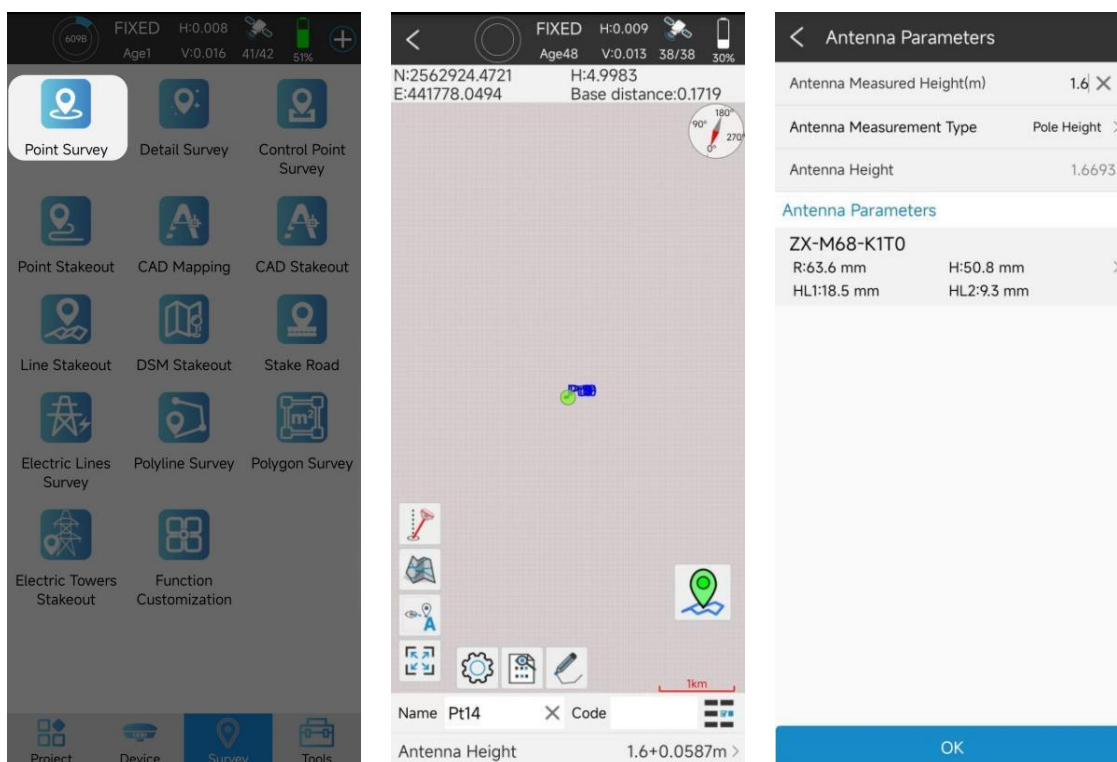 609B
FIXED
H:0.008
Age1
V:0.016
41/42
51%
Point Survey
Detail Survey
Control Point
Survey
Point Stakeout
CAD Mapping
CAD Stakeout
Line Stakeout
DSM Stakeout
Stake Road
Electric Lines
Survey
Polyline Survey
Polygon Survey
Electric Towers
Stakeout
Function
Customization
Project
Device
Survey
Tools
FIXED
H:0.009
Age48
V:0.013
38/38
30%
N:2562924.4721
H:4.9983
E:441778.0494
Base distance:0.1719
180°
90°
270°
0°
A
1km
Name
Pt14
Code
Antenna Height
1.6+0.0587m
Antenna Parameters
Antenna Measured Height(m)
1.6
Antenna Measurement Type
Pole Height
Antenna Height
1.6693
Antenna Parameters
ZX-M68-K1T0
R:63.6 mm
H:50.8 mm
HL1:18.5 mm
HL2:9.3 mm
OK